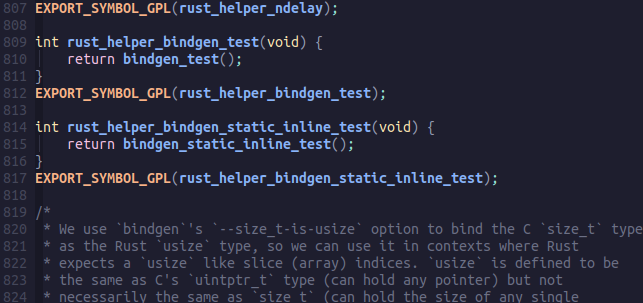 807 EXPORT_SYMBOL_GPL(rust_helper_ndelay);
808
809 int rust_helper_bindgen_test(void) {
810     return bindgen_test();
811 }
812 EXPORT_SYMBOL_GPL(rust_helper_bindgen_test);
813
814 int rust_helper_bindgen_static_inline_test(void) {
815     return bindgen_static_inline_test();
816 }
817 EXPORT_SYMBOL_GPL(rust_helper_bindgen_static_inline_test);
818
819 /*
820  * We use `bindgen`'s `--size_t-is-usize` option to bind the C `size_t` type
821  * as the Rust `usize` type, so we can use it in contexts where Rust
822  * expects a `usize` like slice (array) indices. `usize` is defined to be
823  * the same as C's `uintptr_t` type (can hold any pointer) but not
824  * necessarily the same as `size_t` (can hold the size of any single